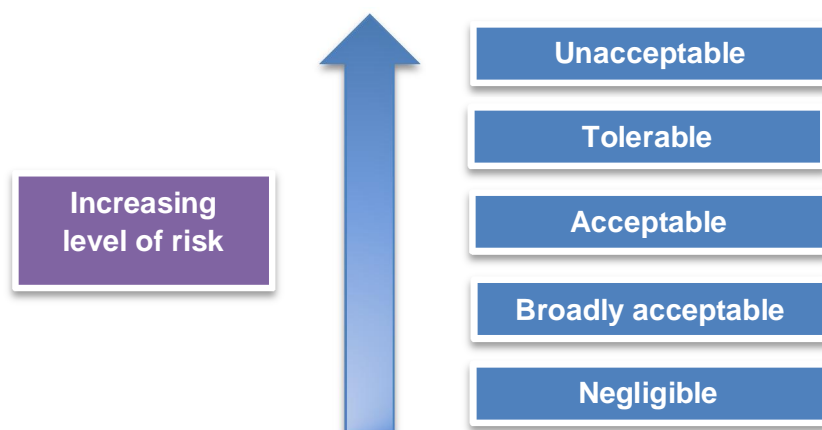 Unacceptable
Tolerable
Increasing
level of risk
Acceptable
Broadly acceptable
Negligible